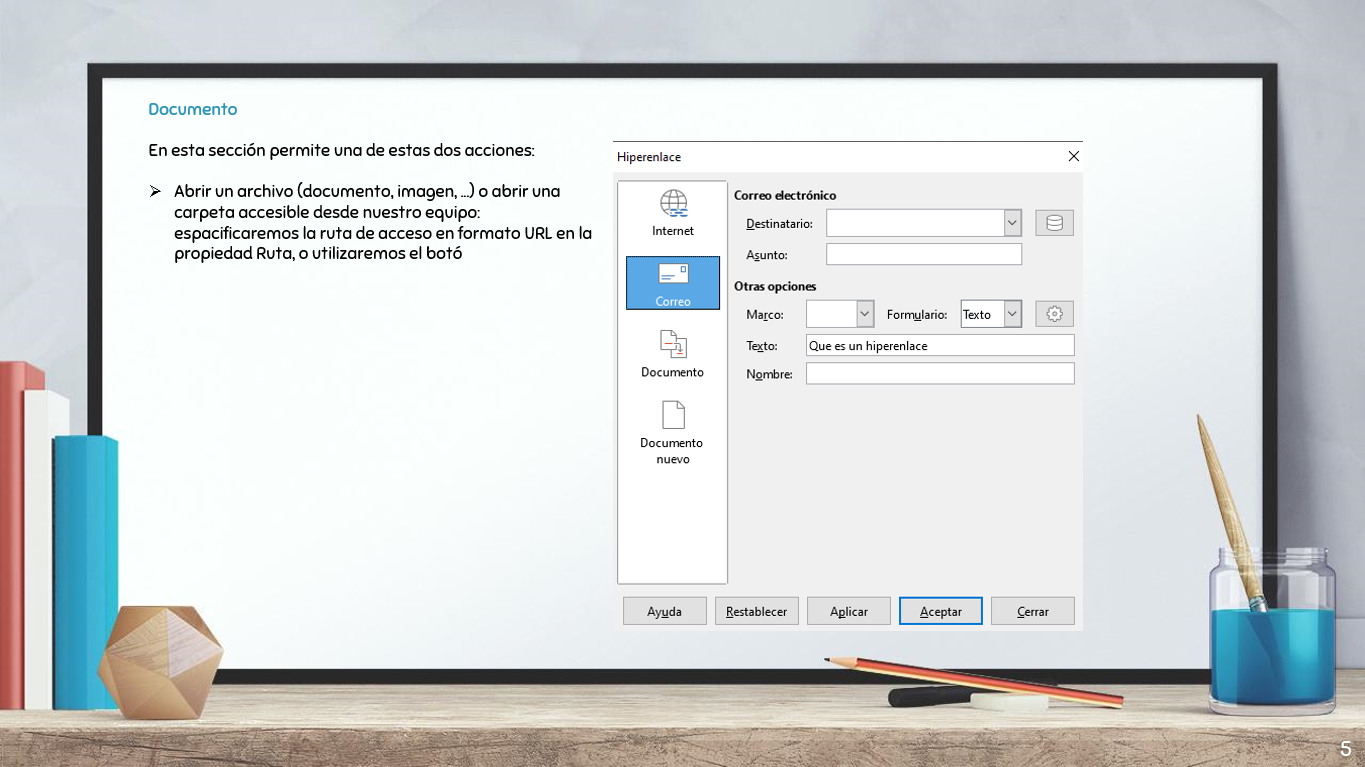 Documento
En esta sección permite una de estas dos acciones:
➢ Abrir un archivo (documento, imagen, ...) o abrir una
carpeta accesible desde nuestro equipo:
espacificaremos la ruta de acceso en formato URL en la
propiedad Ruta, o utilizaremos el botó
Hiperenlace
Internet
Correo
Documento
Documento
nuevo
Correo electrónico
Destinatario:
Asunto:
Otras opciones
Marco: Formulario: Texto
Texto: Que es un hiperenlace
Nombre:
Ayuda Restablecer Aplicar Aceptar Cerrar
5